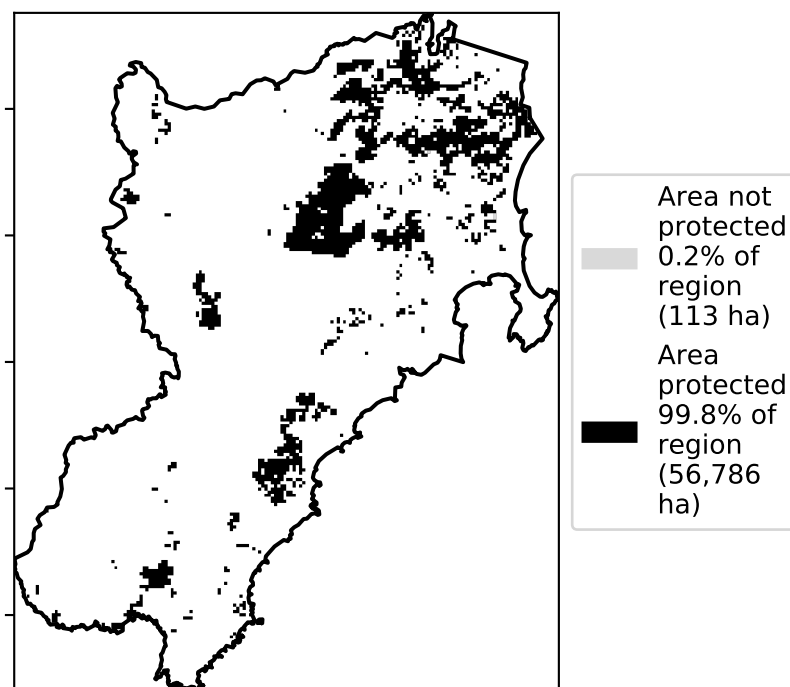 Area not
protected
0.2% of
region
(113 ha)
Area
protected
99.8% of
region
(56,786
ha)